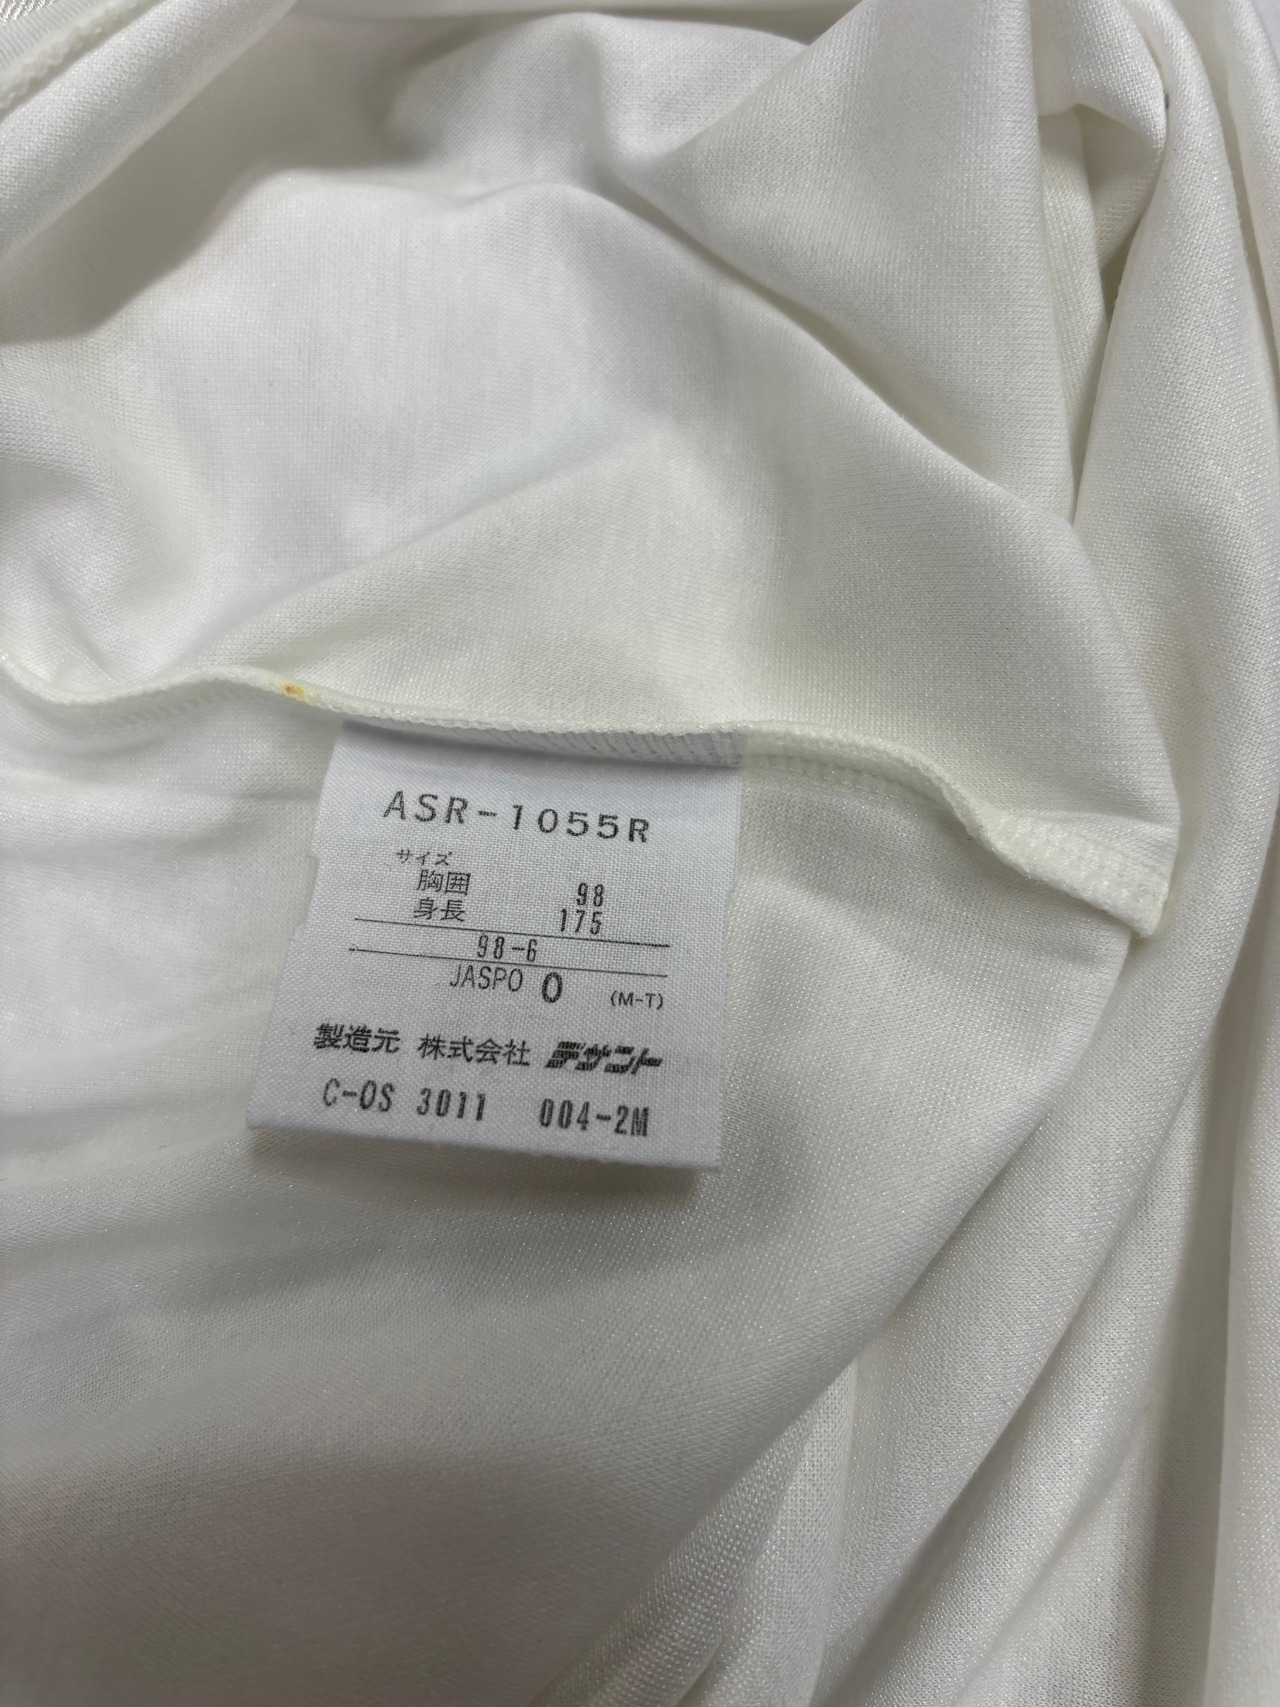 ASR-1055R
サイズ
胸囲 98
身長 175
98-6
JASPO O (M-T)
製造元 株式会社 デサント
C-OS 3011 004-2M